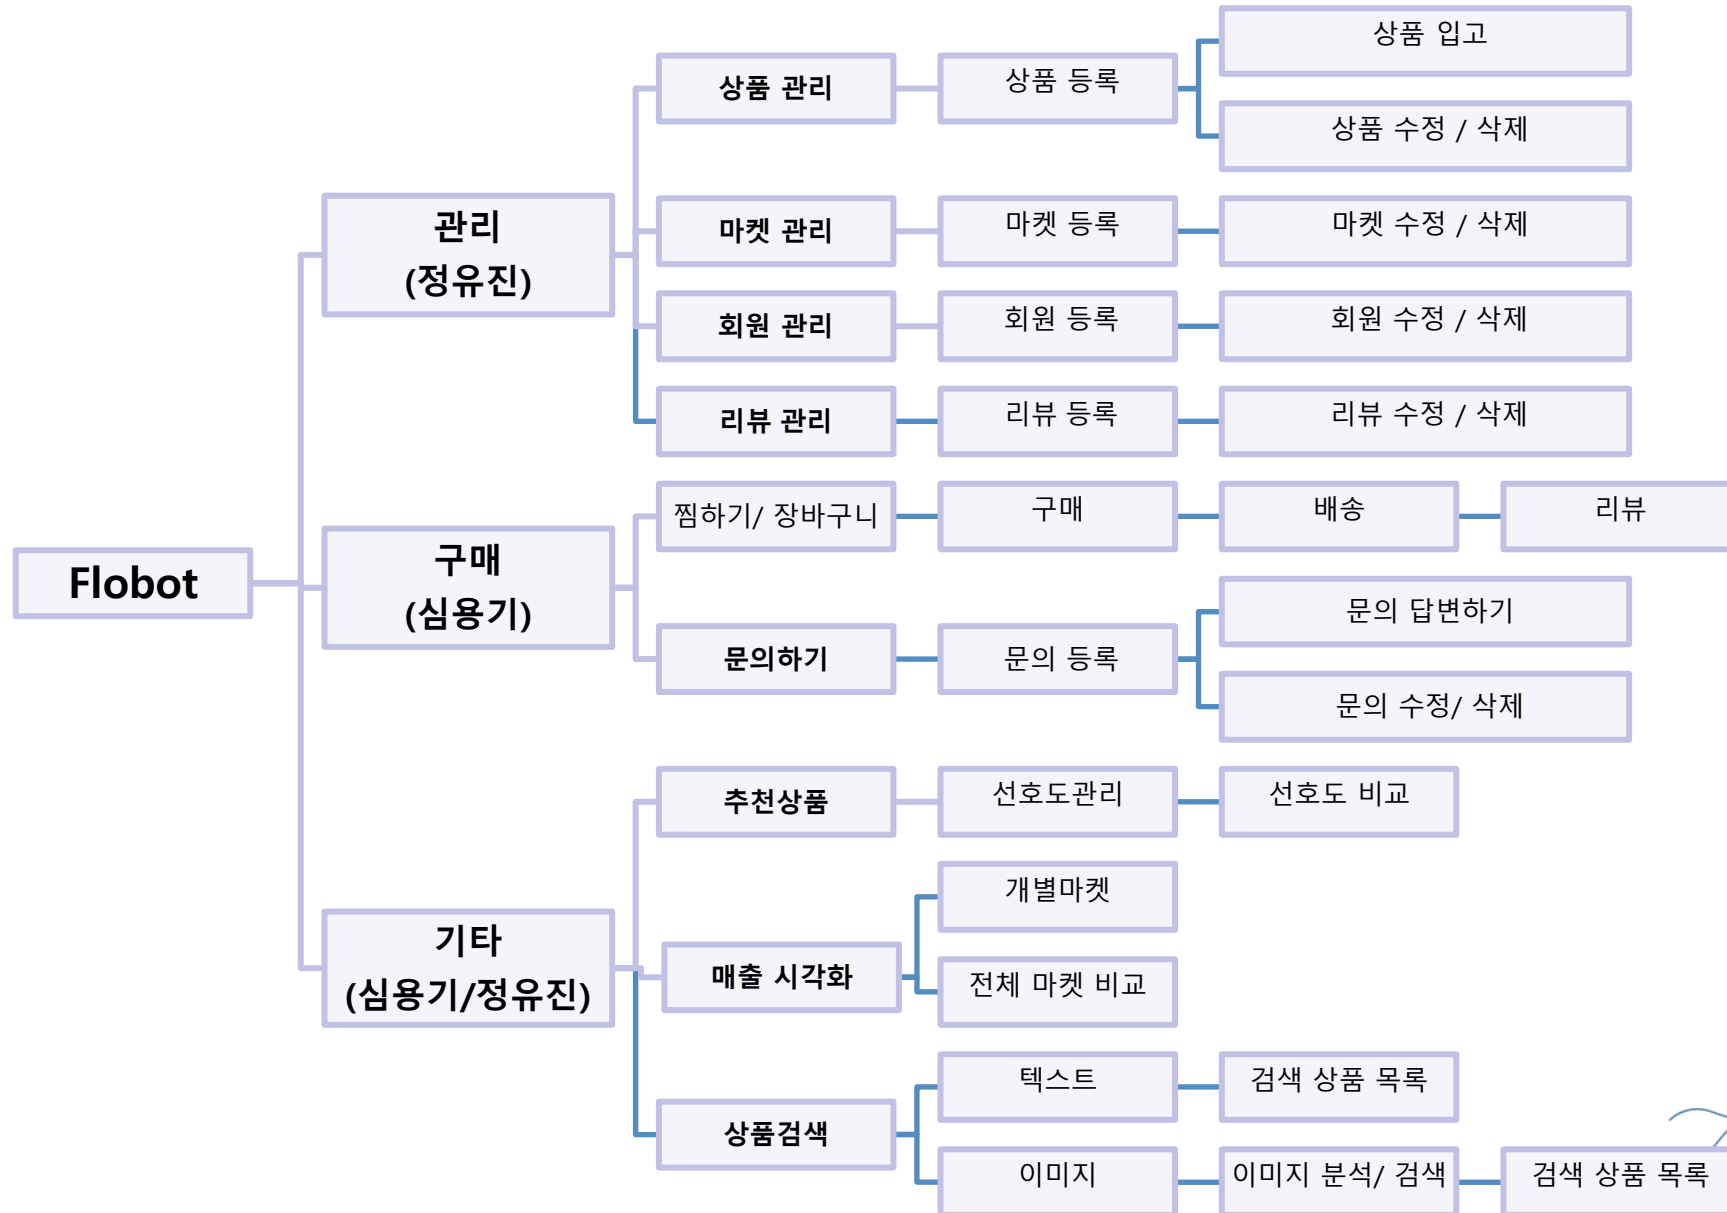 Flobot
관리
(정유진)
상품 관리
상품 등록
상품 입고
상품 수정 / 삭제
마켓 관리
마켓 등록
마켓 수정 / 삭제
회원 관리
회원 등록
회원 수정 / 삭제
리뷰 관리
리뷰 등록
리뷰 수정 / 삭제
구매
(심용기)
찜하기/ 장바구니
구매
배송
리뷰
문의하기
문의 등록
문의 답변하기
문의 수정/ 삭제
기타
(심용기/정유진)
추천상품
선호도관리
선호도 비교
매출 시각화
개별마켓
전체 마켓 비교
상품검색
텍스트
검색 상품 목록
이미지
이미지 분석/ 검색
검색 상품 목록